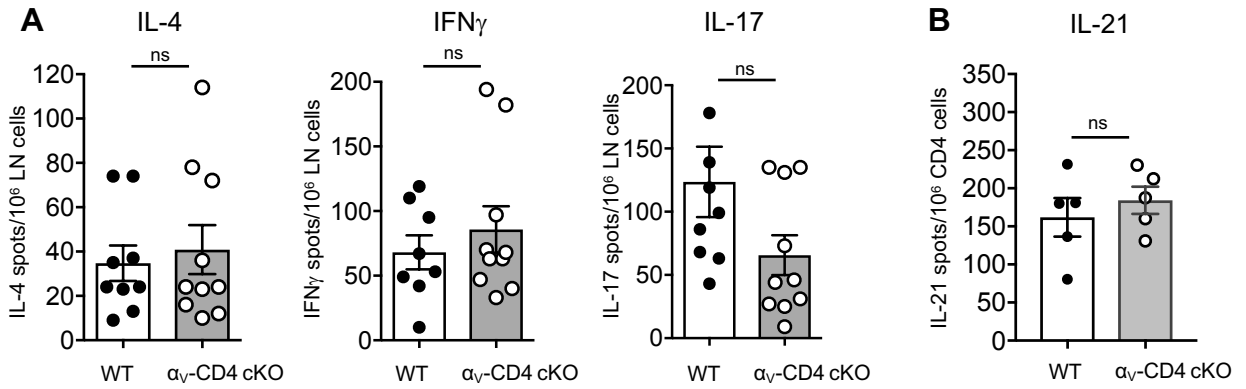 A
IL-4
ns
IL-4 spots/10⁶ LN cells
120
100
80
60
40
20
0
WT
αV-CD4 cKO
IFNγ
ns
IFNγ spots/10⁶ LN cells
200
150
100
50
0
WT
αV-CD4 cKO
IL-17
ns
IL-17 spots/10⁶ LN cells
200
150
100
50
0
WT
αV-CD4 cKO
B
IL-21
ns
IL-21 spots/10⁶ CD4 cells
350
300
250
200
150
100
50
0
WT
αV-CD4 cKO